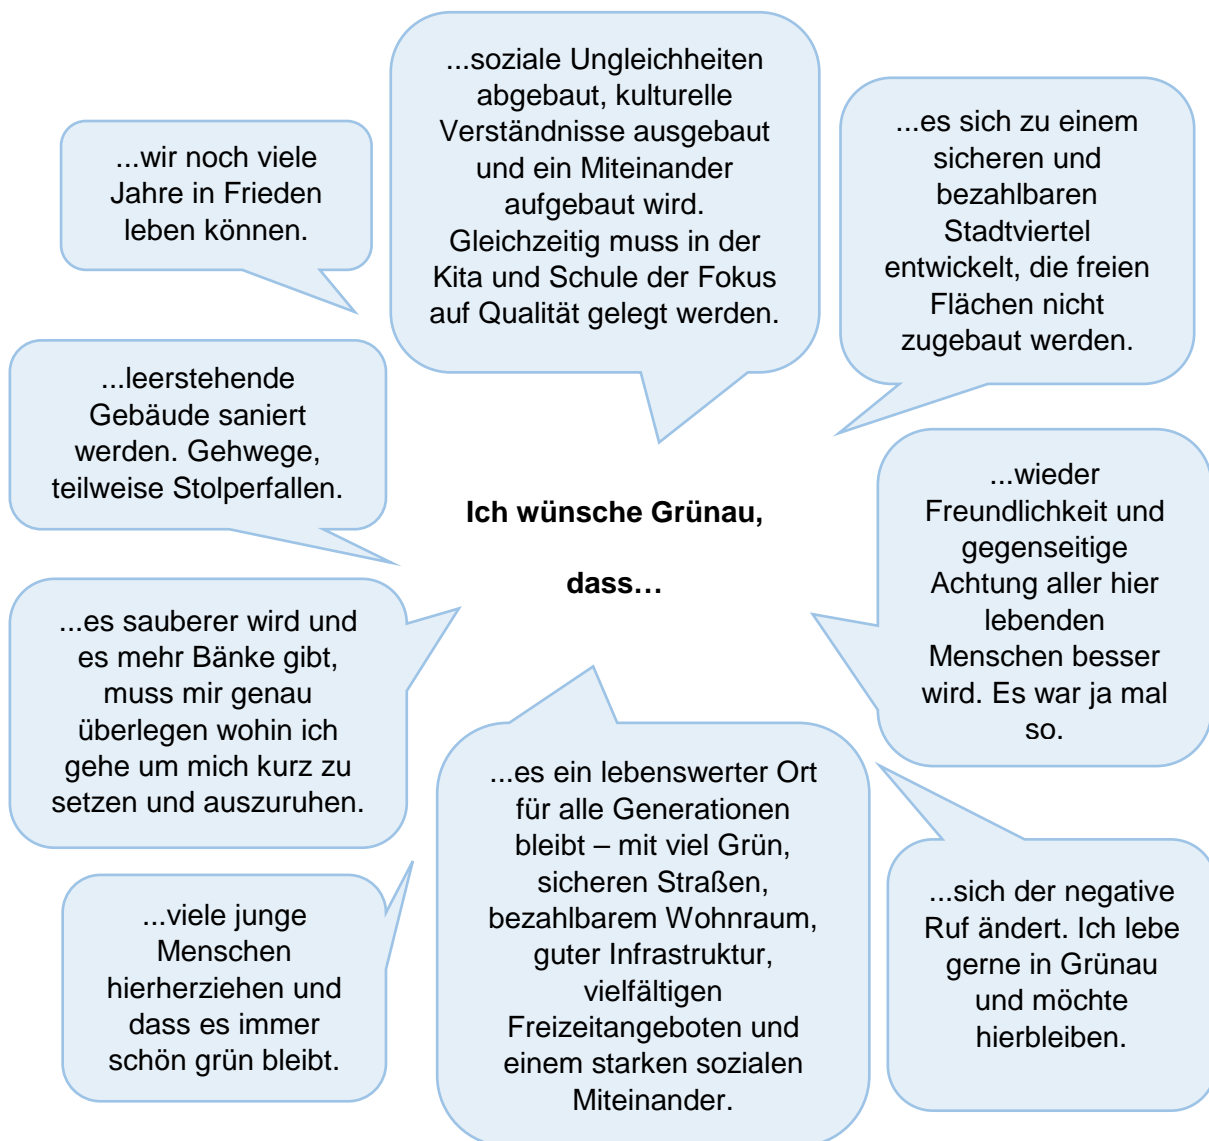 ...soziale Ungleichheiten
abgebaut, kulturelle
Verständnisse ausgebaut
und ein Miteinander
aufgebaut wird.
Gleichzeitig muss in der
Kita und Schule der Fokus
auf Qualität gelegt werden.
...wir noch viele
Jahre in Frieden
leben können.
...es sich zu einem
sicheren und
bezahlbaren
Stadtviertel
entwickelt, die freien
Flächen nicht
zugebaut werden.
...leerstehende
Gebäude saniert
werden. Gehwege,
teilweise Stolperfallen.
Ich wünsche Grünau,
dass…
...wieder
Freundlichkeit und
gegenseitige
Achtung aller hier
lebenden
Menschen besser
wird. Es war ja mal
so.
...es sauberer wird und
es mehr Bänke gibt,
muss mir genau
überlegen wohin ich
gehe um mich kurz zu
setzen und auszuruhen.
...es ein lebenswerter Ort
für alle Generationen
bleibt – mit viel Grün,
sicheren Straßen,
bezahlbarem Wohnraum,
guter Infrastruktur,
vielfältigen
Freizeitangeboten und
einem starken sozialen
Miteinander.
...viele junge
Menschen
hierherziehen und
dass es immer
schön grün bleibt.
...sich der negative
Ruf ändert. Ich lebe
gerne in Grünau
und möchte
hierbleiben.